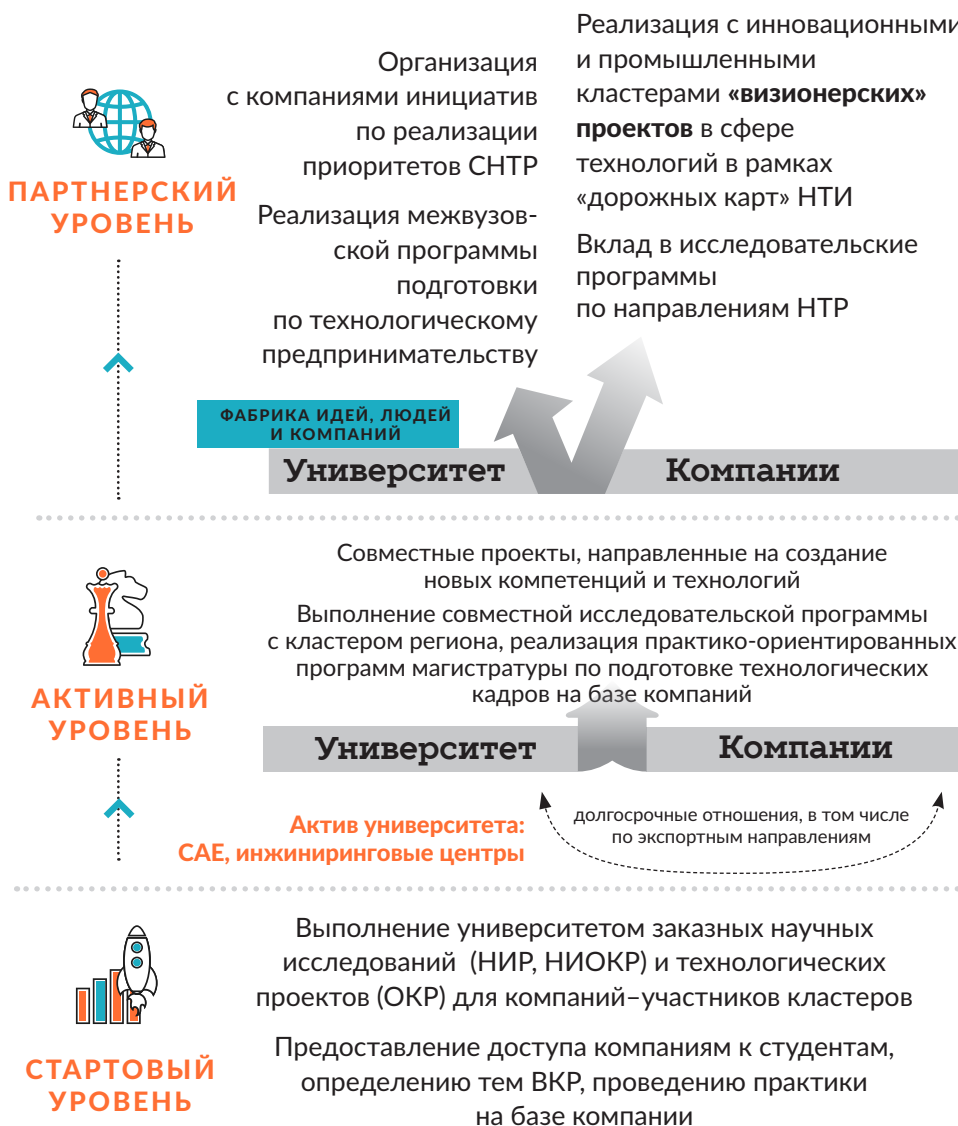 ПАРТНЕРСКИЙ
УРОВЕНЬ
Организация
с компаниями инициатив
по реализации
приоритетов СНТР
Реализация межвузов-
ской программы
подготовки
по технологическому
предпринимательству
Реализация с инновационными
и промышленными
кластерами «визионерских»
проектов в сфере
технологий в рамках
«дорожных карт» НТИ
Вклад в исследовательские
программы
по направлениям НТР
ФАБРИКА ИДЕЙ, ЛЮДЕЙ
И КОМПАНИЙ
Университет
Компании
АКТИВНЫЙ
УРОВЕНЬ
Совместные проекты, направленные на создание
новых компетенций и технологий
Выполнение совместной исследовательской программы
с кластером региона, реализация практико-ориентированных
программ магистратуры по подготовке технологических
кадров на базе компаний
Университет
Компании
Актив университета:
САЕ, инжиниринговые центры
долгосрочные отношения, в том числе
по экспортным направлениям
СТАРТОВЫЙ
УРОВЕНЬ
Выполнение университетом заказных научных
исследований (НИР, НИОКР) и технологических
проектов (ОКР) для компаний–участников кластеров
Предоставление доступа компаниям к студентам,
определению тем ВКР, проведению практики
на базе компании